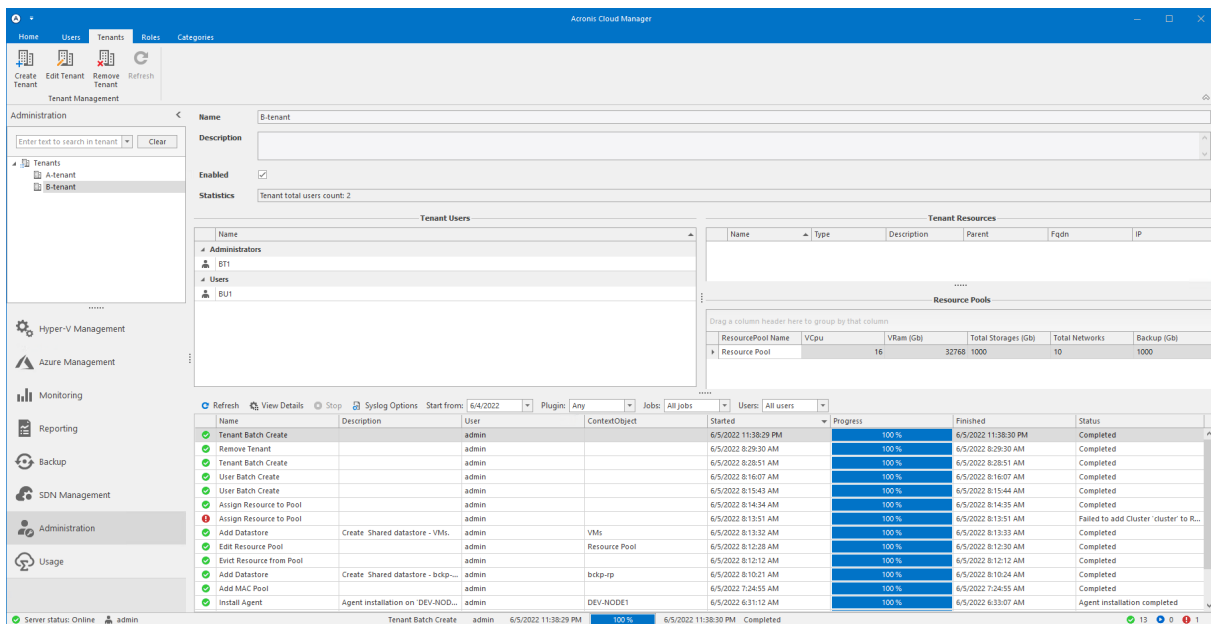 Acronis Cloud Manager
Home Users Tenants Roles Categories
Create Tenant Edit Tenant Remove Tenant Refresh
Tenant Management
Administration
Enter text to search in tenant Clear
Tenants
A-tenant
B-tenant
Name B-tenant
Description
Enabled
Statistics Tenant total users count: 2
Tenant Users
Name
Administrators
BT1
Users
BU1
Tenant Resources
Name Type Description Parent Fqdn IP
Resource Pools
Drag a column header here to group by that column
ResourcePool Name VCpu VRam (Gb) Total Storages (Gb) Total Networks Backup (Gb)
Resource Pool 16 32768 1000 10 1000
Hyper-V Management
Azure Management
Monitoring
Reporting
Backup
SDN Management
Administration
Usage
Refresh View Details Stop Syslog Options Start from: 6/4/2022 Plugin: Any Jobs: All jobs Users: All users
Name Description User ContextObject Started Progress Finished Status
Tenant Batch Create admin 6/5/2022 11:38:29 PM 100 % 6/5/2022 11:38:30 PM Completed
Remove Tenant admin 6/5/2022 8:29:30 AM 100 % 6/5/2022 8:29:30 AM Completed
Tenant Batch Create admin 6/5/2022 8:28:51 AM 100 % 6/5/2022 8:28:51 AM Completed
User Batch Create admin 6/5/2022 8:16:07 AM 100 % 6/5/2022 8:16:07 AM Completed
User Batch Create admin 6/5/2022 8:15:43 AM 100 % 6/5/2022 8:15:44 AM Completed
Assign Resource to Pool admin 6/5/2022 8:14:34 AM 100 % 6/5/2022 8:14:35 AM Completed
Assign Resource to Pool admin 6/5/2022 8:13:51 AM 100 % 6/5/2022 8:13:51 AM Failed to add Cluster 'cluster' to R...
Add Datastore Create Shared datastore - VMs. admin VMs 6/5/2022 8:13:32 AM 100 % 6/5/2022 8:13:33 AM Completed
Edit Resource Pool admin Resource Pool 6/5/2022 8:12:28 AM 100 % 6/5/2022 8:12:30 AM Completed
Evict Resource from Pool admin 6/5/2022 8:12:12 AM 100 % 6/5/2022 8:12:12 AM Completed
Add Datastore Create Shared datastore - bckp-... admin bckp-rp 6/5/2022 8:10:21 AM 100 % 6/5/2022 8:10:24 AM Completed
Add MAC Pool admin 6/5/2022 7:24:55 AM 100 % 6/5/2022 7:24:55 AM Completed
Install Agent Agent installation on 'DEV-NOD... admin DEV-NODE1 6/5/2022 6:31:12 AM 100 % 6/5/2022 6:33:07 AM Agent installation completed
Server status: Online admin Tenant Batch Create admin 6/5/2022 11:38:29 PM 100 % 6/5/2022 11:38:30 PM Completed 13 0 1